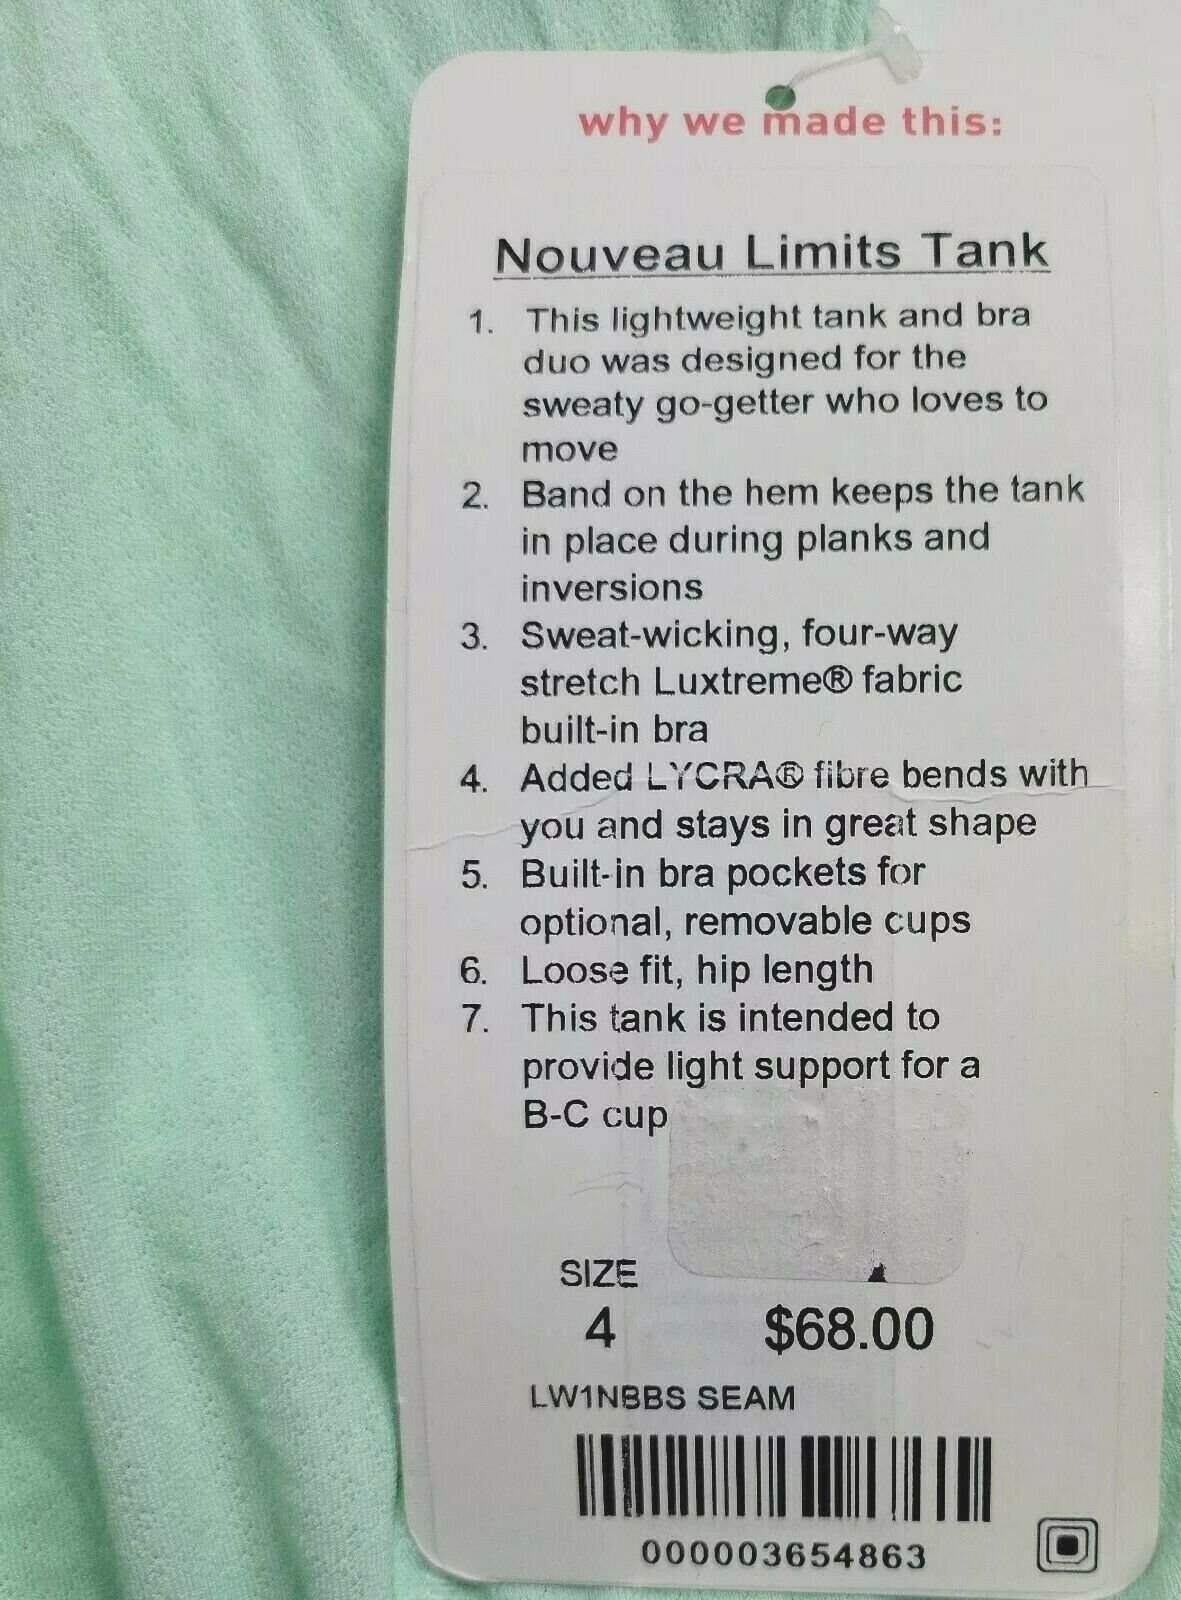 why we made this:
Nouveau Limits Tank
1. This lightweight tank and bra
duo was designed for the
sweaty go-getter who loves to
move
2. Band on the hem keeps the tank
in place during planks and
inversions
3. Sweat-wicking, four-way
stretch Luxtreme® fabric
built-in bra
4. Added LYCRA® fibre bends with
you and stays in great shape
5. Built-in bra pockets for
optional, removable cups
6. Loose fit, hip length
7. This tank is intended to
provide light support for a
B-C cup
SIZE
4 $68.00
LW1NBBS SEAM
000003654863